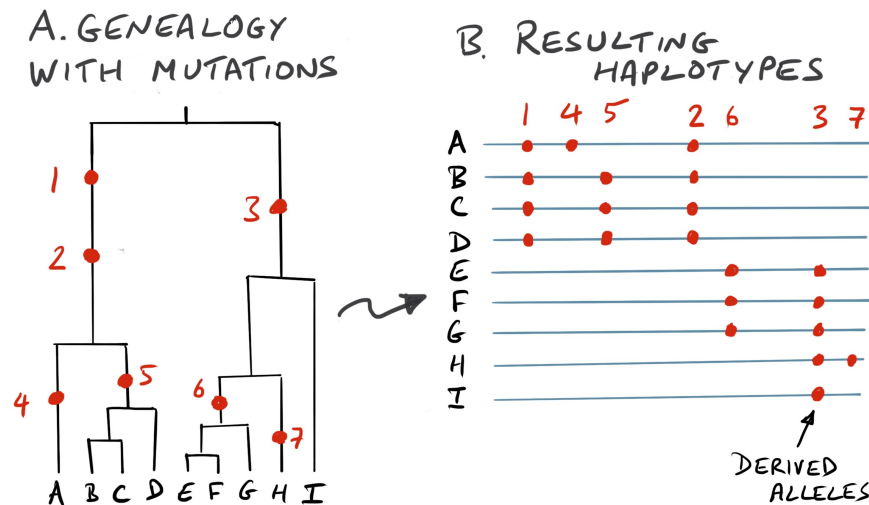 A. GENEALOGY
WITH MUTATIONS
1
2
3
4
5
6
7
A B C D E F G H I
B. RESULTING
HAPLOTYPES
1 4 5 2 6 3 7
A
B
C
D
E
F
G
H
I
DERIVED
ALLELES